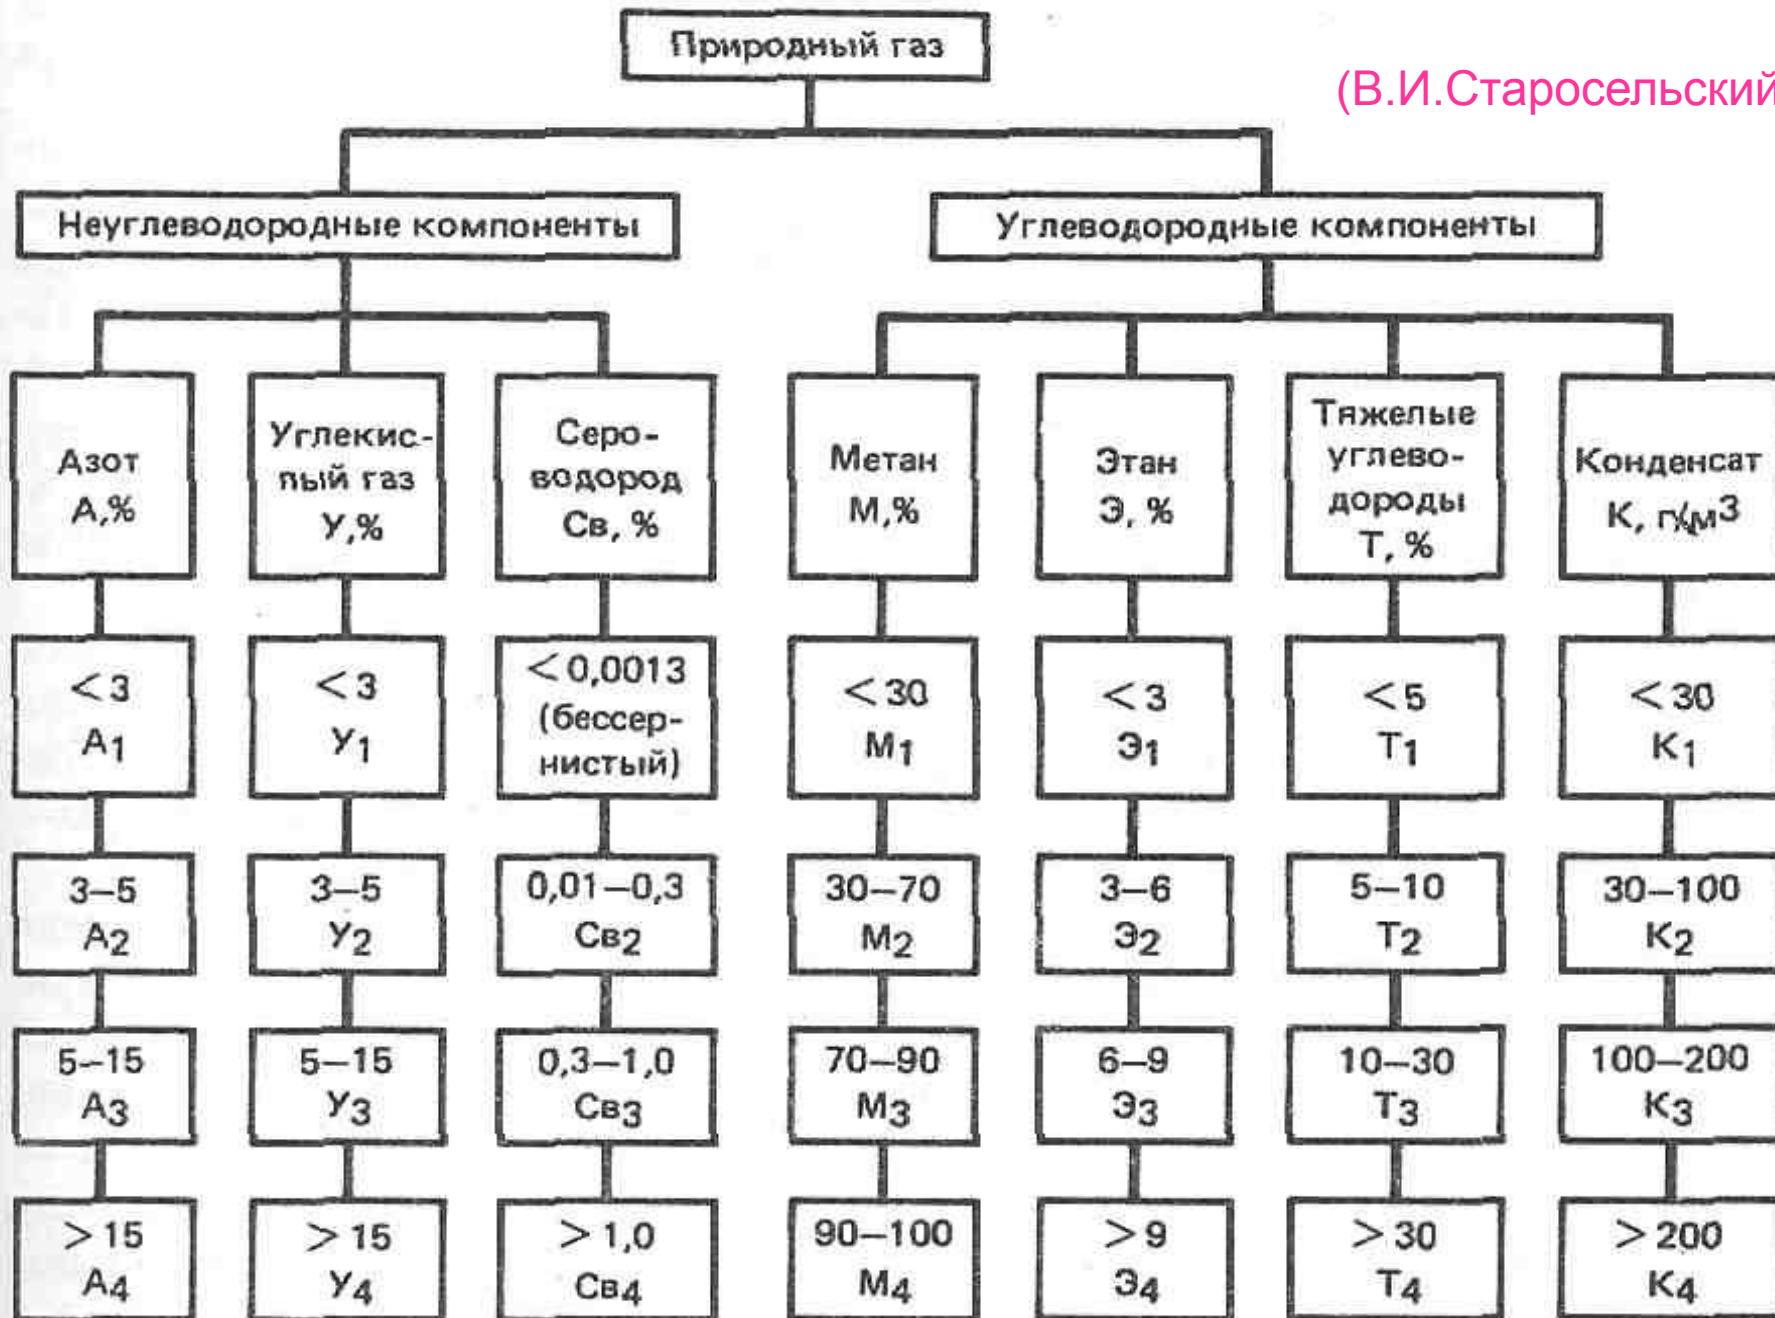 Природный газ
(В.И.Старосельский
Неуглеводородные компоненты
Углеводородные компоненты
Азот
А,%
Углекис-
лый газ
У,%
Серо-
водород
Св, %
Метан
М,%
Этан
Э, %
Тяжелые
углево-
дороды
Т, %
Конденсат
К, г/м3
<3
А1
<3
У1
<0,0013
(бессер-
нистый)
<30
М1
<3
Э1
<5
Т1
<30
К1
3–5
А2
3–5
У2
0,01–0,3
Св2
30–70
М2
3–6
Э2
5–10
Т2
30–100
К2
5–15
А3
5–15
У3
0,3–1,0
Св3
70–90
М3
6–9
Э3
10–30
Т3
100–200
К3
>15
А4
>15
У4
>1,0
Св4
90–100
М4
>9
Э4
>30
Т4
>200
К4